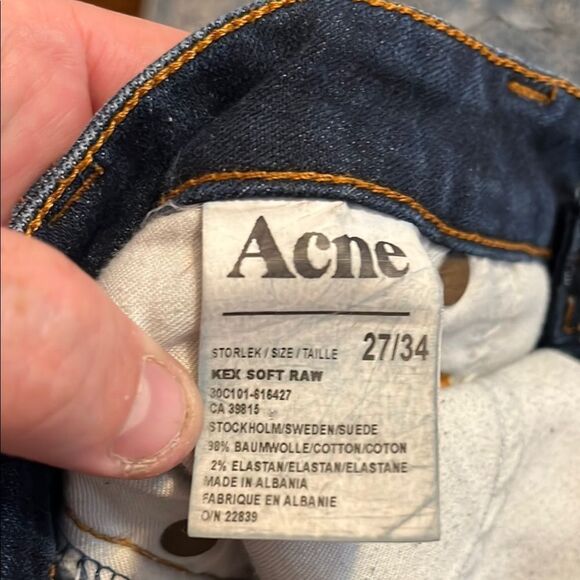 Acne
STORLEK / SIZE / TAILLE 27/34
KEX SOFT RAW
30C101-616427
CA 39815
STOCKHOLM/SWEDEN/SUEDE
98% BAUMWOLLE/COTTON/COTON
2% ELASTAN/ELASTAN/ELASTANE
MADE IN ALBANIA
FABRIQUE EN ALBANIE
O/N 22839